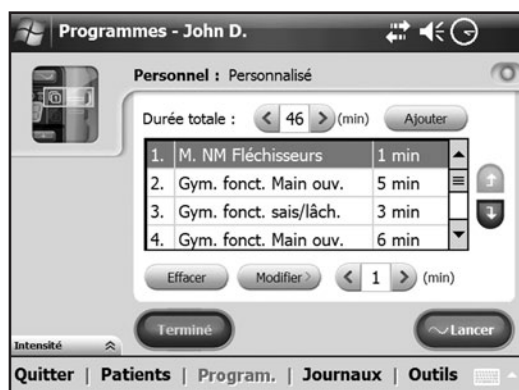 Programmes - John D.
Personnel : Personnalisé
Durée totale : 46 (min) Ajouter
1. M. NM Fléchisseurs 1 min
2. Gym. fonct. Main ouv. 5 min
3. Gym. fonct. sais/lâch. 3 min
4. Gym. fonct. Main ouv. 6 min
Effacer Modifier 1 (min)
Terminé Lancer
Intensité
Quitter | Patients | Program. | Journaux | Outils